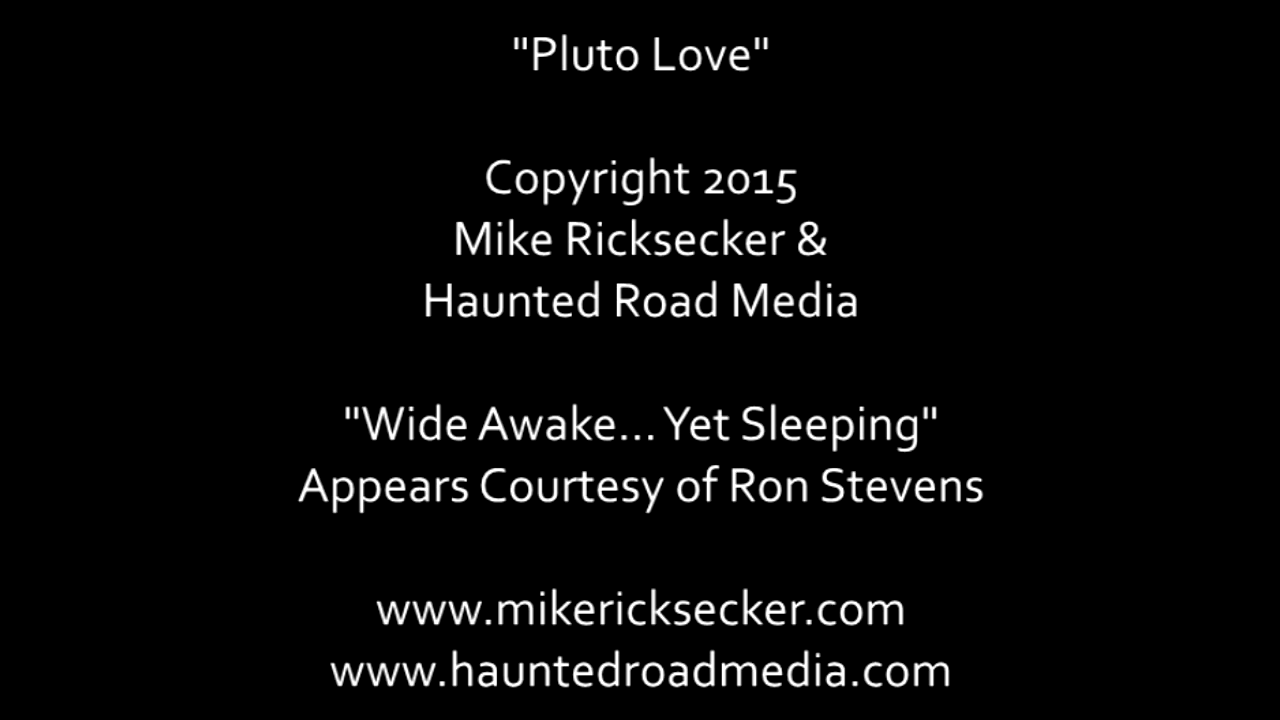 "Pluto Love"
Copyright 2015
Mike Ricksecker &
Haunted Road Media
"Wide Awake... Yet Sleeping"
Appears Courtesy of Ron Stevens
www.mikericksecker.com
www.hauntedroadmedia.com